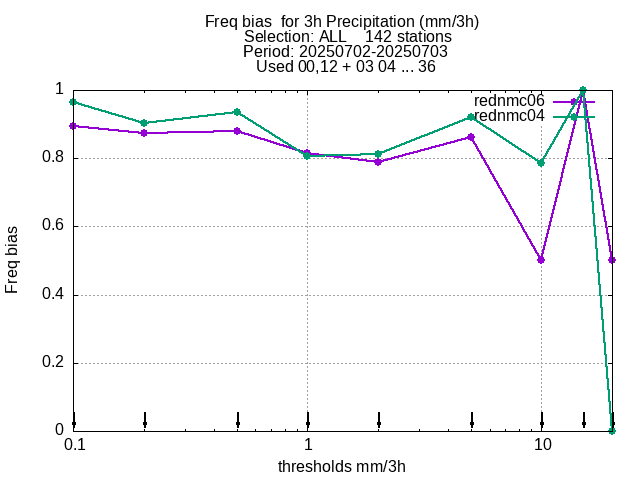 Freq bias  for 3h Precipitation (mm/3h)
Selection: ALL    142 stations
Period: 20250702-20250703
Used 00,12 + 03 04 ... 36
rednmc06
rednmc04
1
0.8
0.6
0.4
0.2
0
Freq bias
0.1
1
10
thresholds mm/3h